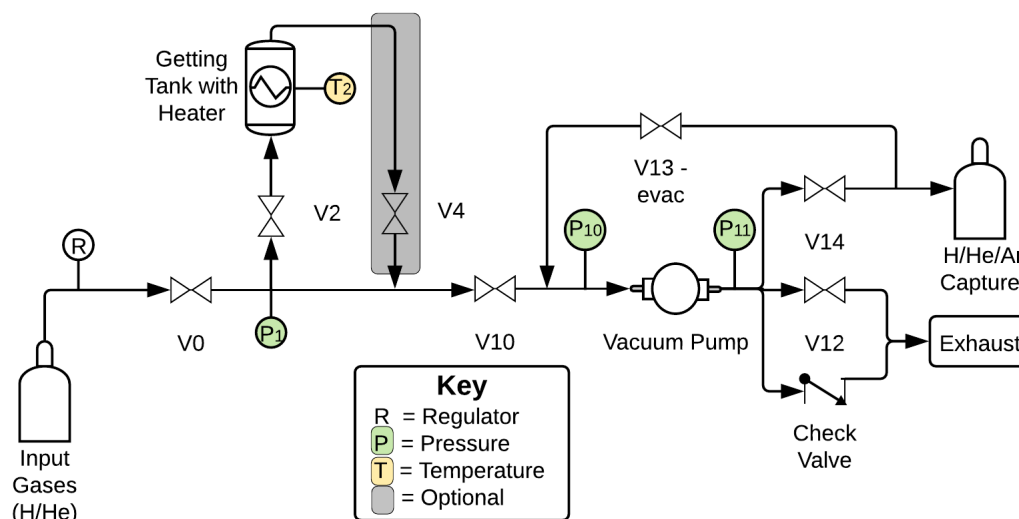 Getting
Tank with
Heater
T2
V2
V4
V13 -
evac
R
P10
P11
V14
H/He/Ar
Capture
P1
V0
V10
Vacuum Pump
V12
Exhaust
Key
R = Regulator
P = Pressure
T = Temperature
= Optional
Check
Valve
Input
Gases
(H/He)